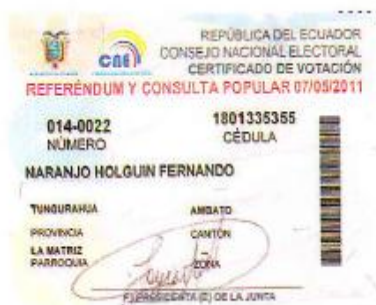 REPÚBLICA DEL ECUADOR
CONSEJO NACIONAL ELECTORAL
CERTIFICADO DE VOTACIÓN
CNE
REFERÉNDUM Y CONSULTA POPULAR 07/05/2011
014-0022
NÚMERO
1801335355
CÉDULA
NARANJO HOLGUIN FERNANDO
TUNGURAHUA
AMBATO
PROVINCIA
CANTÓN
LA MATRIZ
–
PARROQUIA
ZONA
F) PRESIDENTA (E) DE LA JUNTA